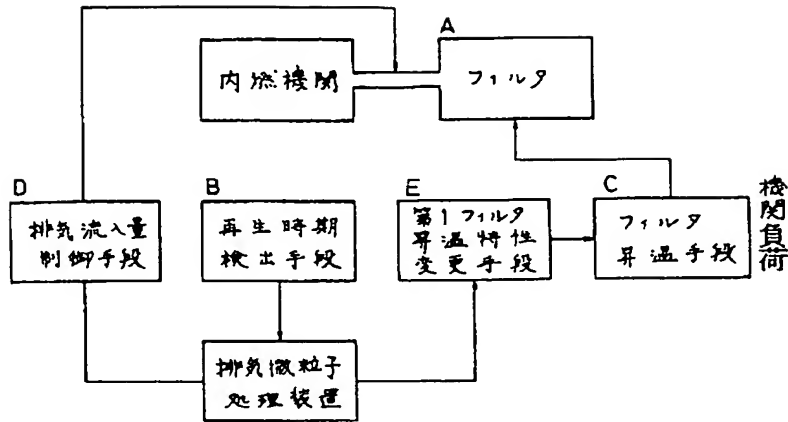 A
内燃機関
フィルタ
D
B
E
C
排気流入量
制御手段
再生時期
検出手段
第1フィルタ
昇温特性
変更手段
フィルタ
昇温手段
機関負荷
排気微粒子
処理装置